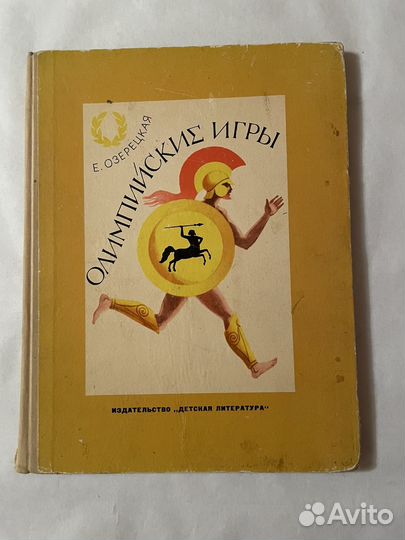 Е. ОЗЕРЕЦКАЯ
ОЛИМПИЙСКИЕ ИГРЫ
ИЗДАТЕЛЬСТВО „ДЕТСКАЯ ЛИТЕРАТУРА“
Avito